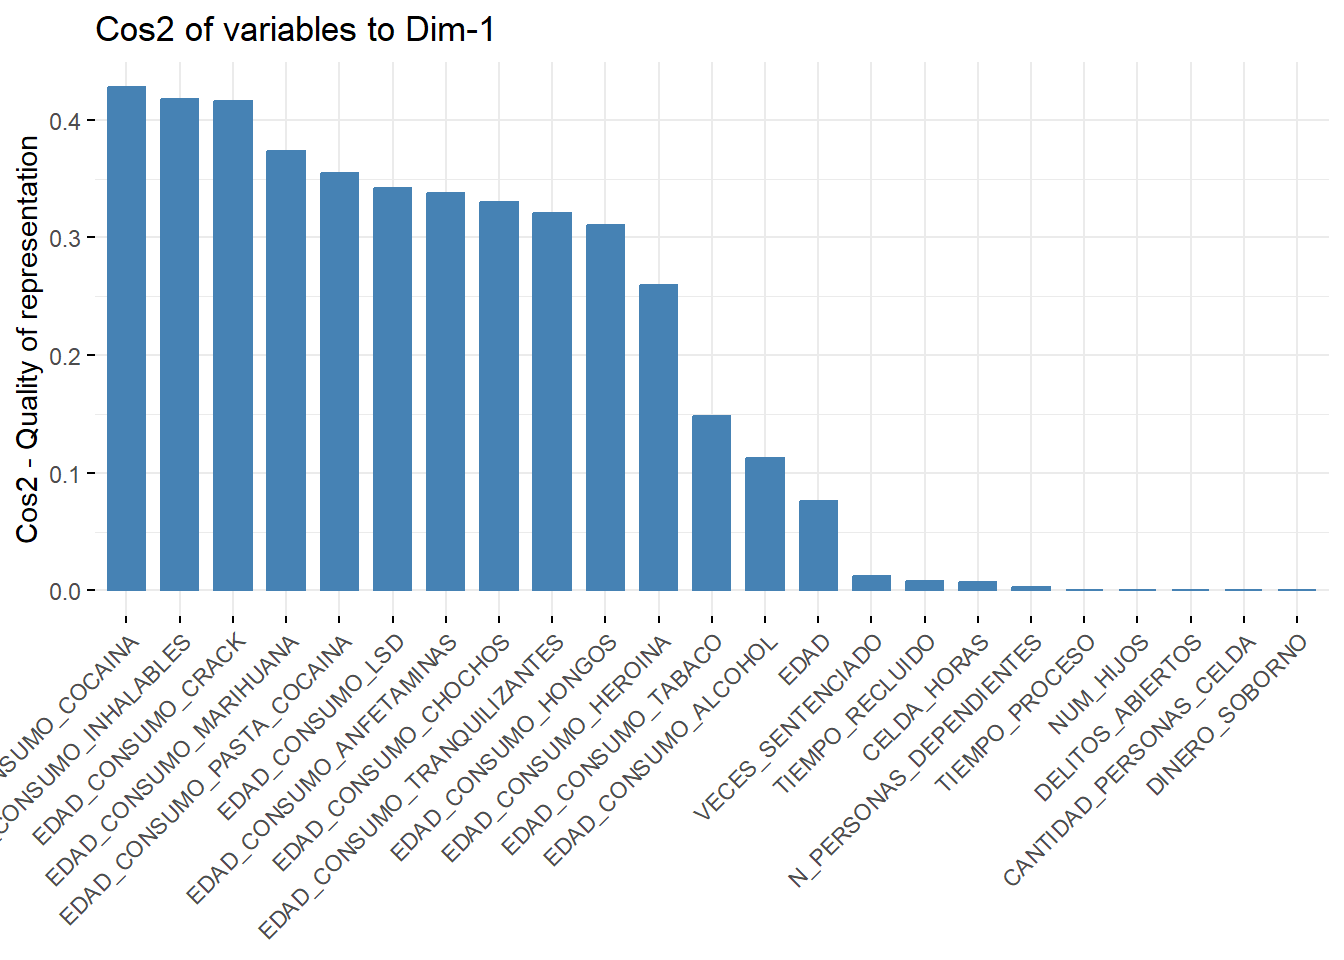 Cos2 of variables to Dim-1
Cos2 - Quality of representation
0.4
0.3
0.2
0.1
0.0
NSUMO_COCAINA
CONSUMO_INHALABLES
EDAD_CONSUMO_CRACK
EDAD_CONSUMO_MARIHUANA
EDAD_CONSUMO_PASTA_COCAINA
EDAD_CONSUMO_LSD
EDAD_CONSUMO_ANFETAMINAS
EDAD_CONSUMO_CHOCHOS
EDAD_CONSUMO_TRANQUILIZANTES
EDAD_CONSUMO_HONGOS
EDAD_CONSUMO_HEROINA
EDAD_CONSUMO_TABACO
EDAD_CONSUMO_ALCOHOL
EDAD
VECES_SENTENCIADO
TIEMPO_RECLUIDO
CELDA_HORAS
N_PERSONAS_DEPENDIENTES
TIEMPO_PROCESO
NUM_HIJOS
DELITOS_ABIERTOS
CANTIDAD_PERSONAS_CELDA
DINERO_SOBORNO